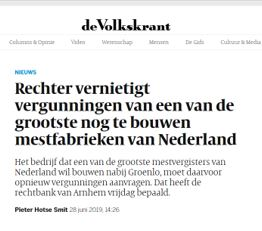 de Volkskrant
Columns & Opinie Video Wetenschap Mensen De Gids Cultuur & Media
NIEUWS
Rechter vernietigt
vergunningen van een van de
grootste nog te bouwen
mestfabrieken van Nederland
Het bedrijf dat een van de grootste mestvergisters van
Nederland wil bouwen nabij Groenlo, moet daarvoor
opnieuw vergunningen aanvragen. Dat heeft de
rechtbank van Arnhem vrijdag bepaald.
Pieter Hotse Smit 28 juni 2019, 14:26